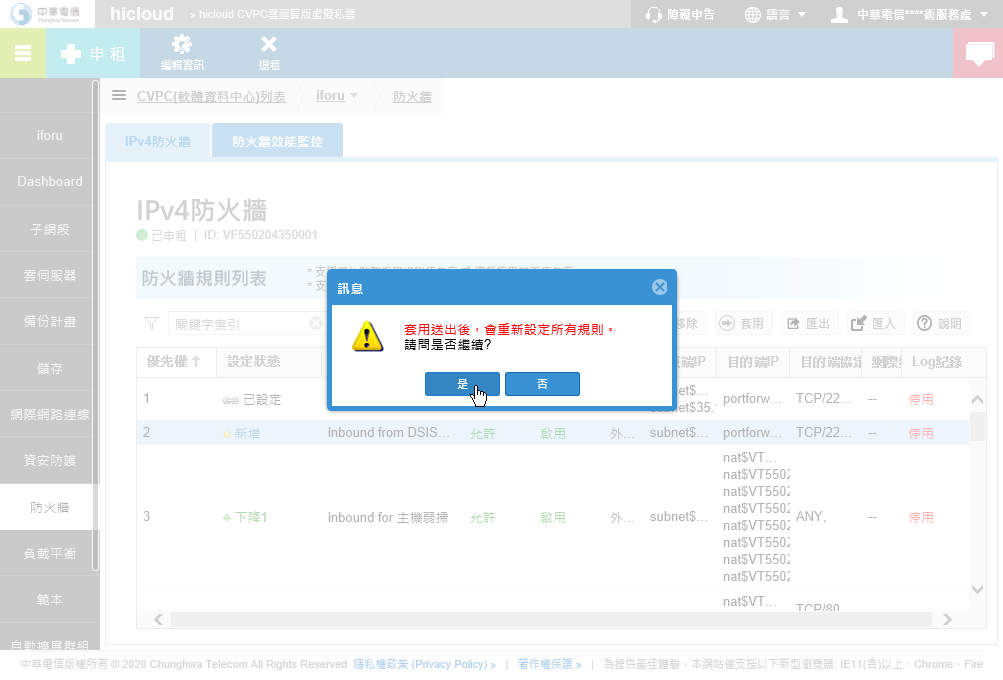 中華電信
Chunghwa Telecom
hicloud
» hicloud CVPC雲運算版虛擬私雲
障礙申告
語言
中華電信****術服務處
申租
編輯資訊
退租
CVPC(軟體資料中心)列表
iforu
防火牆
iforu
Dashboard
子網段
雲伺服器
備份計畫
儲存
網際網路連線
資安防護
防火牆
負載平衡
範本
自動擴展群組
IPv4防火牆
防火牆效能監控
IPv4防火牆
已申租 | ID: VF550204350001
防火牆規則列表
* 支
* 支
關鍵字索引
移除
套用
匯出
匯入
說明
訊息
套用送出後，會重新設定所有規則。
請問是否繼續?
是
否
優先權 設定狀態 端IP 目的端IP 目的端協定 網際 Log紀錄
1 已設定 net$... portforw... TCP/22... -- 停用
bnet$35.
2 新增 inbound from DSIS... 允許 啟用 外... subnet$... portforw... TCP/22... -- 停用
nat$VT...
nat$VT5502
nat$VT5502
nat$VT5502
3 下降1 inbound for 主機弱掃 允許 啟用 外... subnet$... nat$VT5502 ANY, -- 停用
nat$VT5502
nat$VT5502
nat$VT5502
nat$VT... TCP/80
中華電信版權所有 © 2020 Chunghwa Telecom All Rights Reserved 隱私權政策 (Privacy Policy) » | 著作權保護 » | 為提供最佳體驗，本網站僅支援以下新型瀏覽器: IE11(含)以上、Chrome、Fire